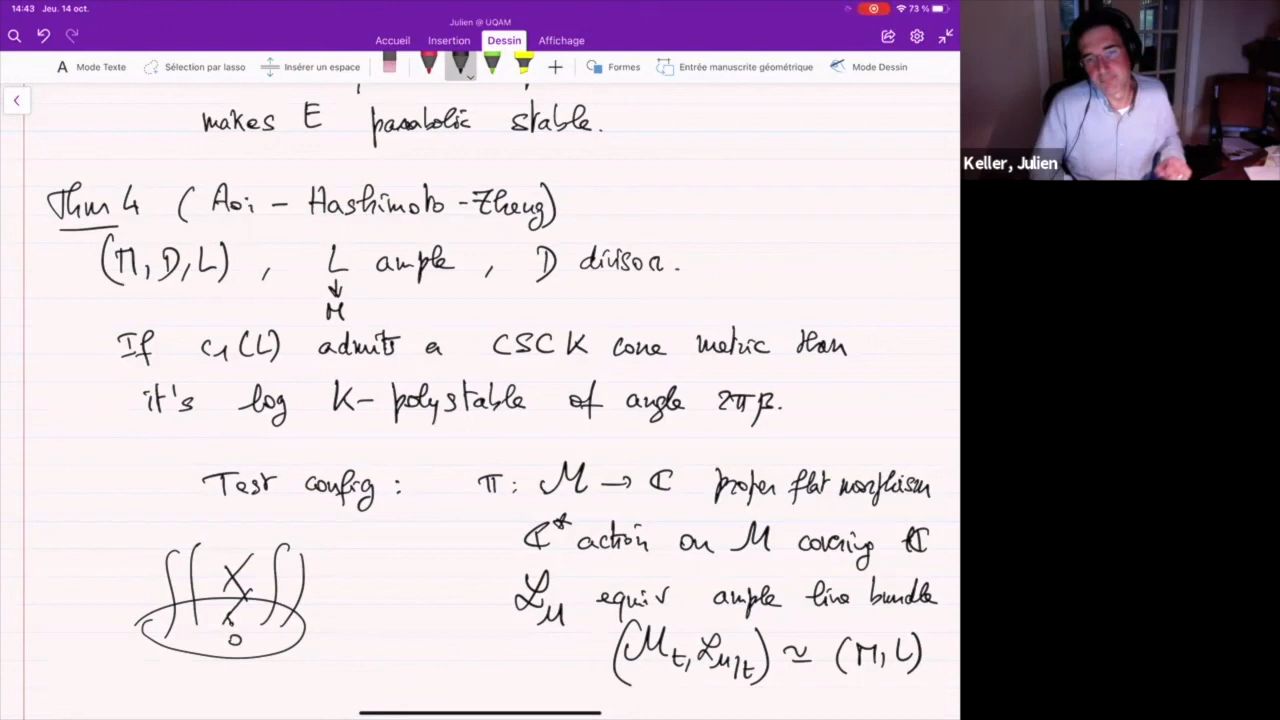 14:43 Jeu. 14 oct.
73 %
Julien @ UQAM
Accueil Insertion Dessin Affichage
Mode Texte Sélection par lasso Insérer un espace Formes Entrée manuscrite géométrique Mode Dessin
Keller, Julien
makes E parabolic stable.
Thm 4 (Aoi - Hashimoto - Zheng)
(M, D, L) , L ample , D divisor.
↓
M
If c₁(L) admits a CSCK cone metric then
it's log K-polystable of angle 2πβ.
Test config : π : ℳ → ℂ proper flat morphism
ℂ* action on ℳ covering ℂ
ℒ_ℳ equiv ample line bundle
(ℳ_t, ℒ_ℳ|t) ≃ (M, L)
0